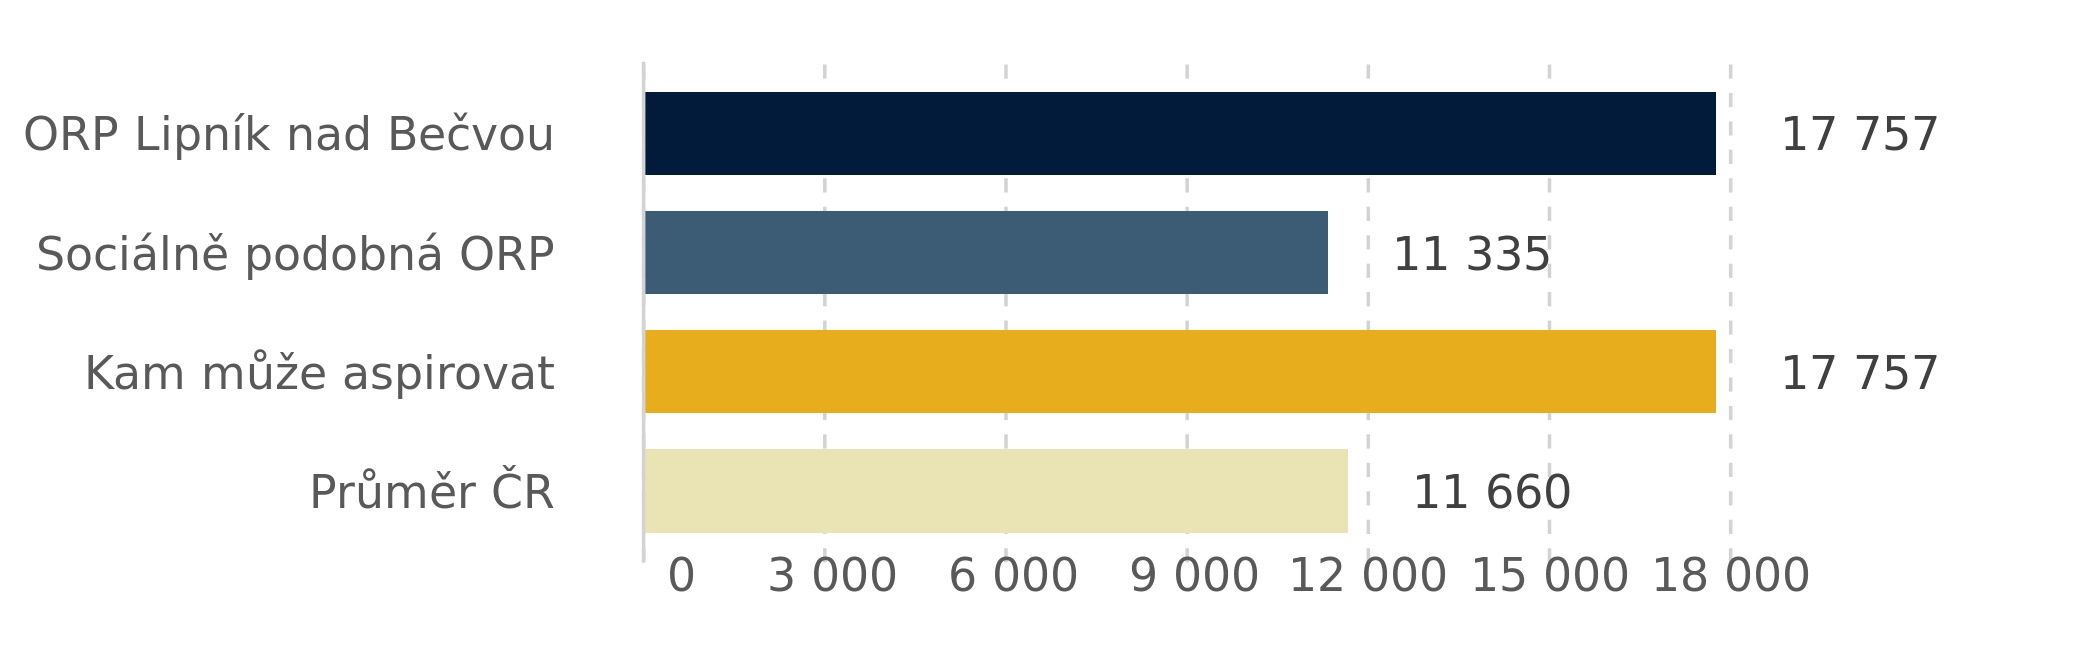 ORP Lipník nad Bečvou 17 757
Sociálně podobná ORP 11 335
Kam může aspirovat 17 757
Průměr ČR 11 660
0 3 000 6 000 9 000 12 000 15 000 18 000